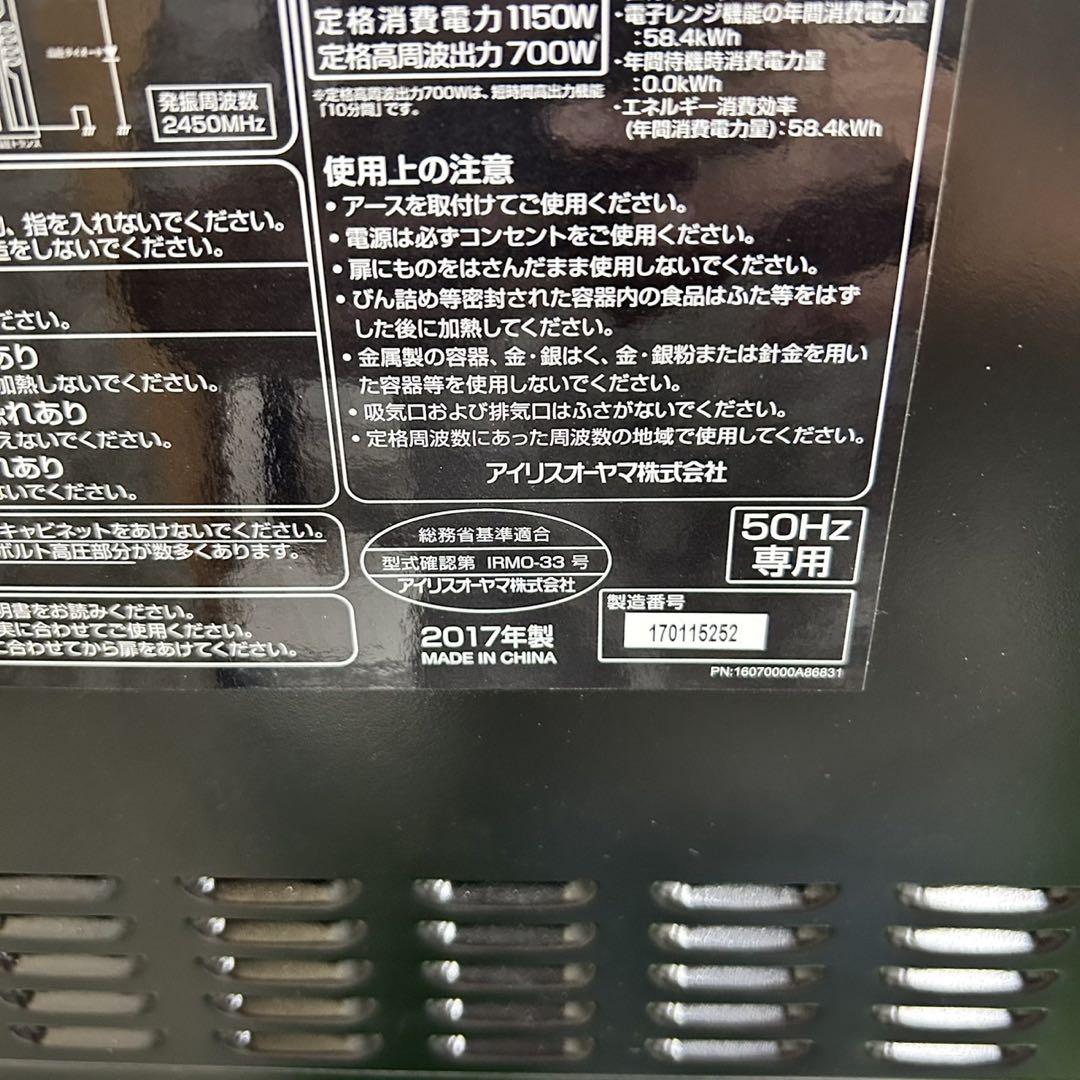 定格消費電力1150W
定格高周波出力700W
※定格高周波出力700Wは、短時間高出力機能
「10分間」です。
・電子レンジ機能の年間消費電力量
:58.4kWh
・年間待機時消費電力量
:0.0kWh
・エネルギー消費効率
(年間消費電力量):58.4kWh
発振周波数
2450MHz
指を入れないでください。
造をしないでください。
ださい。
あり
加熱しないでください。
それあり
えないでください。
れあり
ないでください。
キャビネットをあけないでください。
ボルト高圧部分が数多くあります。
明書をお読みください。
実に合わせてご使用ください。
に合わせてから扉をあけてください。
使用上の注意
・アースを取付けてご使用ください。
・電源は必ずコンセントをご使用ください。
・扉にものをはさんだまま使用しないでください。
・びん詰め等密封された容器内の食品はふた等をはず
した後に加熱してください。
・金属製の容器、金・銀はく、金・銀粉または針金を用い
た容器等を使用しないでください。
・吸気口および排気口はふさがないでください。
・定格周波数にあった周波数の地域で使用してください。
アイリスオーヤマ株式会社
総務省基準適合
型式確認第 IRMO-33 号
アイリスオーヤマ株式会社
2017年製
MADE IN CHINA
50Hz
専用
製造番号
170115252
PN:16070000A86831